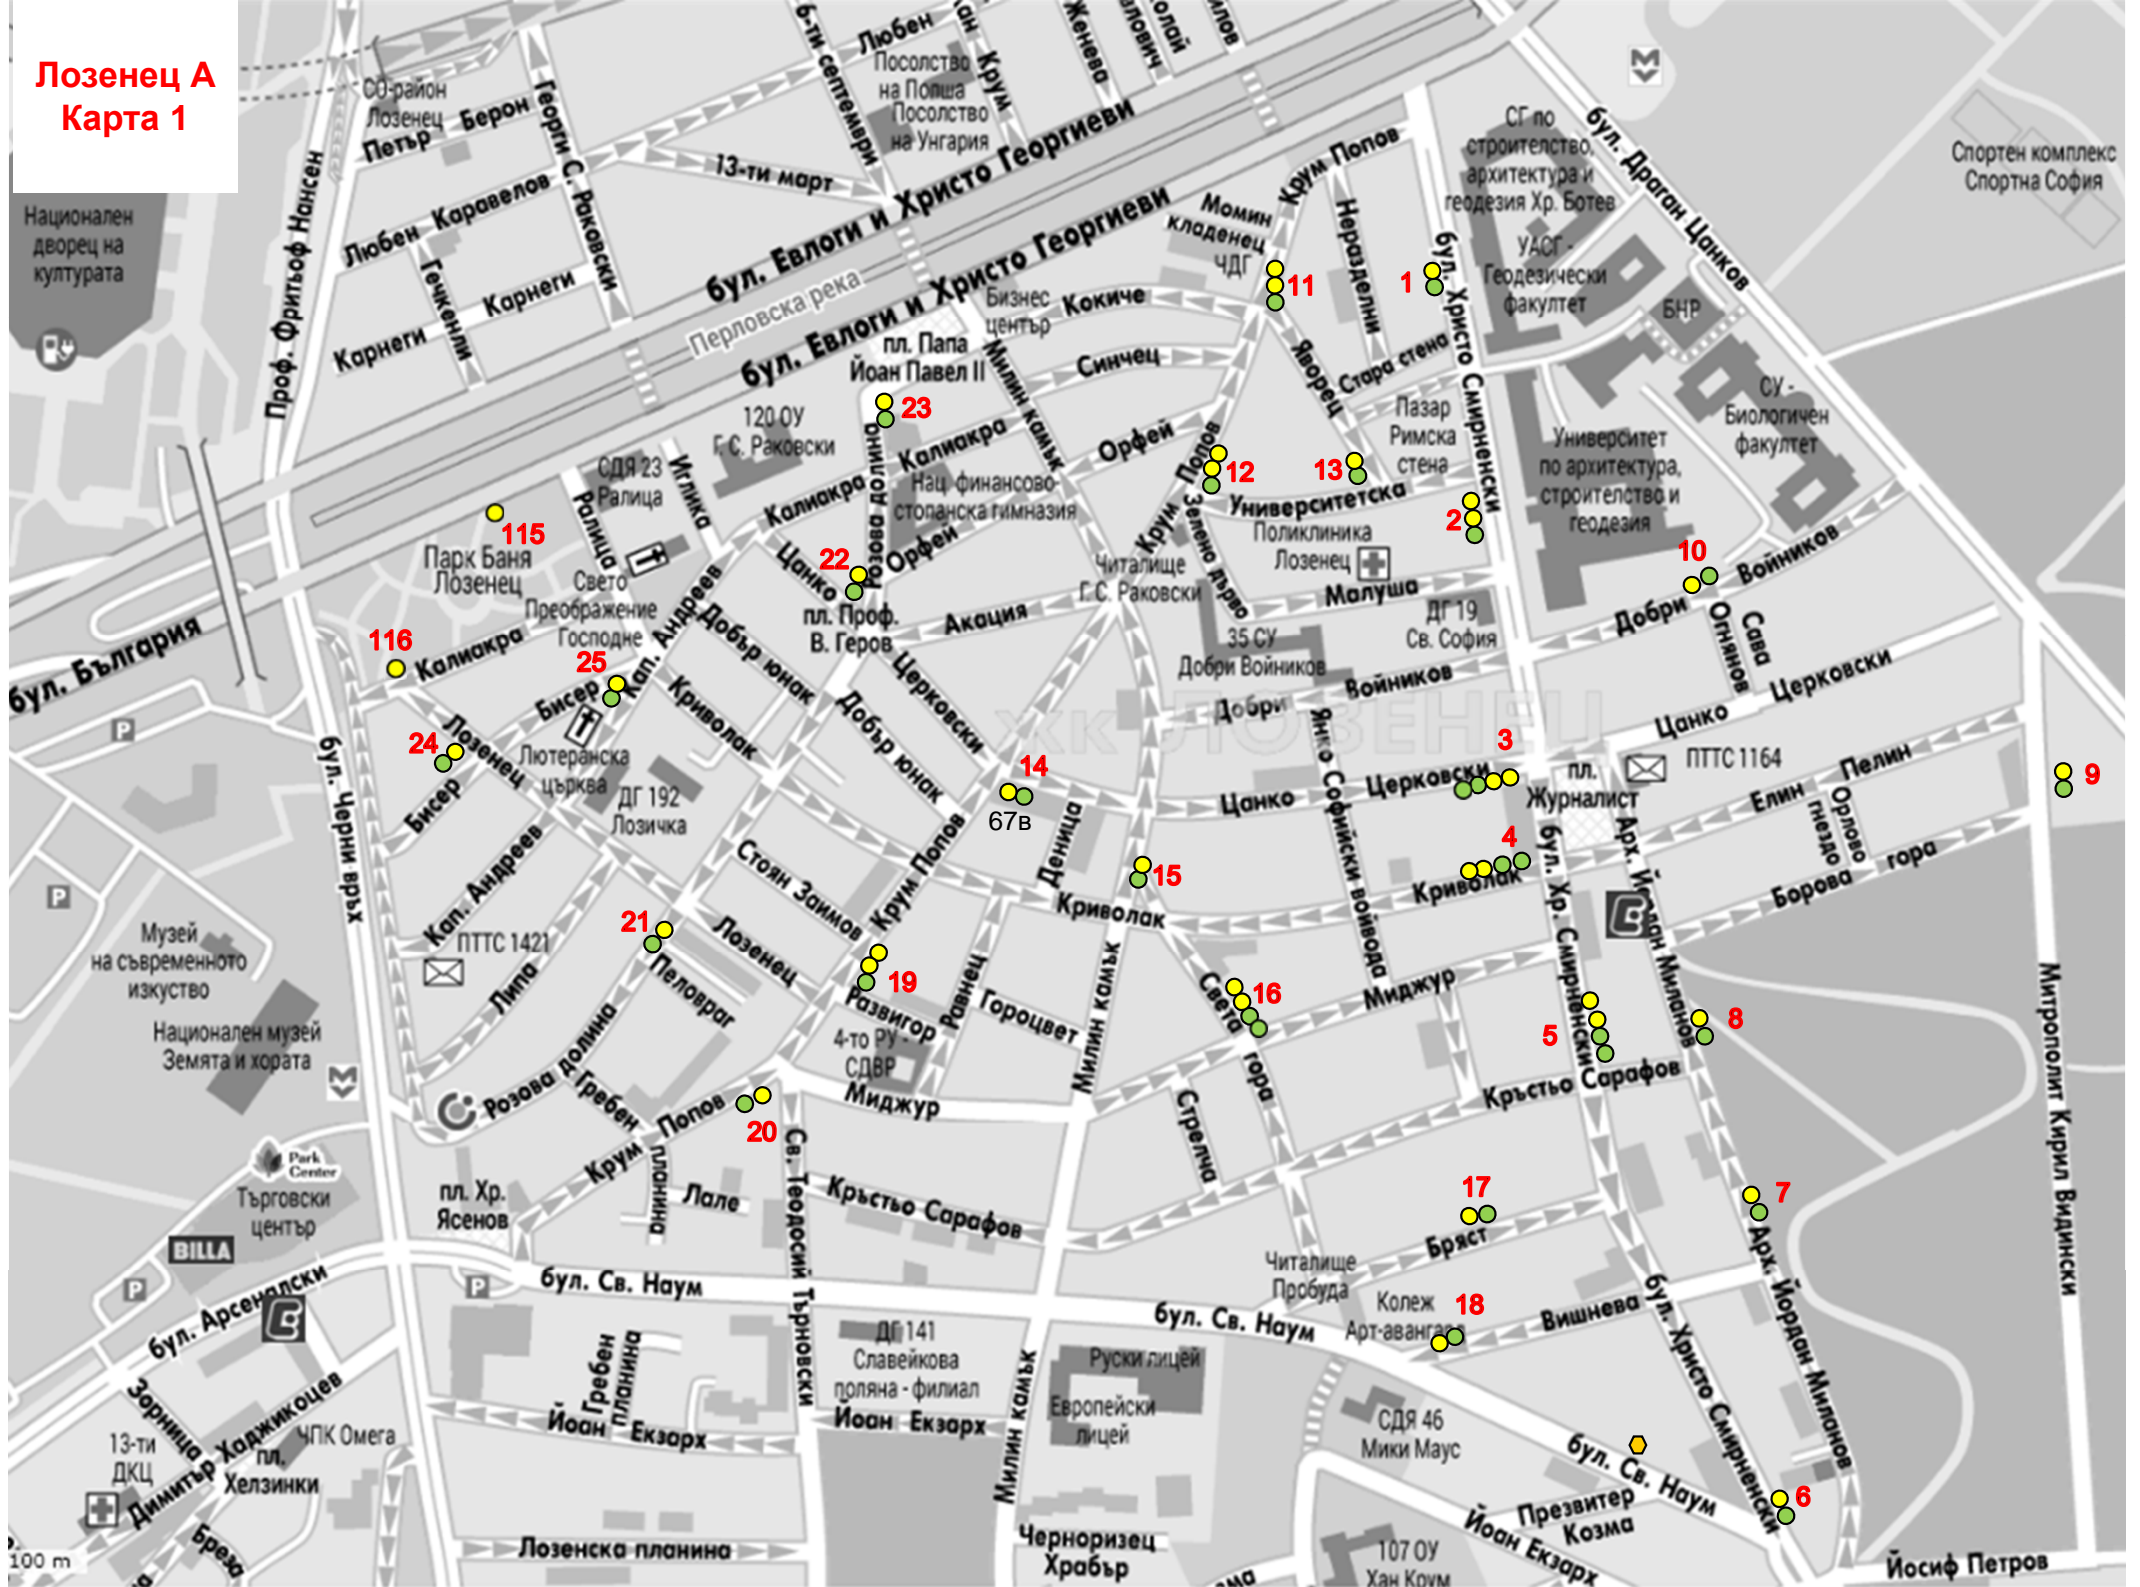 Лозенец А
Карта 1
СО-район
Лозенец
Петър Берон
Георги С. Раковски
6-ти септември
Любен
Хан Крум
Женева
Посолство
на Полша
Посолство
на Унгария
13-ти март
бул. Евлоги и Христо Георгиеви
Перловска река
бул. Евлоги и Христо Георгиеви
Национален
дворец на
културата
Проф. Фритьоф Нансен
Любен Каравелов
Гечкенли
Карнеги
Карнеги
Крум Попов
Момин
кладенец
ЧДГ
Неразделни
11
1
бул. Христо Смирненски
СГ по
строителство,
архитектура и
геодезия Хр. Ботев
УАСГ -
Геодезически
факултет
БНР
бул. Драган Цанков
Спортен комплекс
Спортна София
Бизнес
център
Кокиче
Синчец
пл. Папа
Йоан Павел II
Милин камък
Яворец
Стара стена
Пазар
Римска
стена
СУ -
Биологичен
факултет
Университет
по архитектура,
строителство и
геодезия
23
120 ОУ
Г. С. Раковски
Калиакра
Калиакра
Орфей
Орфей
Нац. финансово-
стопанска гимназия
Розова долина
СДЯ 23
Ралица
Ралица
Иглика
115
Парк Баня
Лозенец
Свето
Преображение
Господне
Крум Попов
12
13
Университетска
2
Зелено дърво
Поликлиника
Лозенец
Читалище
Г. С. Раковски
Малуша
ДГ 19
Св. София
35 СУ
Добри Войников
10
Добри Войников
Сава
Огнянов
Цанко Церковски
22
Цанко
Церковски
пл. Проф.
В. Геров
Акация
Добър юнак
Добър юнак
Кап. Андреев
бул. България
116
Калиакра
25
Бисер
Криволак
Лютеранска
църква
24
Лозенец
Бисер
бул. Черни връх
ДГ 192
Лозичка
Добри Войников
жк ЛОЗЕНЕЦ
Янко Софийски войвода
3
Цанко Церковски
пл.
Журналист
ПТТС 1164
Елин Пелин
Орлово
гнездо
9
14
67в
Деница
4
Криволак
бул. Хр. Смирненски
Арх. Йордан Миланов
Борова гора
15
Криволак
Стоян Заимов
Крум Попов
Кап. Андреев
ПТТС 1421
21
Лозенец
Пеловраг
Липа
Музей
на съвременното
изкуство
Национален музей
Земята и хората
19
Развигор
Равнец
Гороцвет
4-то РУ -
СДВР
Милин камък
16
Света гора
Миджур
5
8
Кръстьо Сарафов
Митрополит Кирил Видински
Розова долина
Гребен
планина
Крум Попов
20
Миджур
Св. Теодосий Търновски
Стрелча
Park
Center
Търговски
център
BILLA
пл. Хр.
Ясенов
Лале
Кръстьо Сарафов
17
Бряст
7
Арх. Йордан Миланов
Читалище
Пробуда
Колеж
Арт-авангард
18
Вишнева
бул. Христо Смирненски
бул. Арсеналски
бул. Св. Наум
бул. Св. Наум
Гребен
планина
ДГ 141
Славейкова
поляна - филиал
Руски лицей
Европейски
лицей
Милин камък
Йоан Екзарх
Йоан Екзарх
СДЯ 46
Мики Маус
бул. Св. Наум
6
Зорница
Димитър Хаджикоцев
ЧПК Омега
пл.
Хелзинки
13-ти
ДКЦ
Бреза
100 m
Лозенска планина
Черноризец
Храбър
Презвитер
Козма
Йоан Екзарх
107 ОУ
Хан Крум
Йосиф Петров